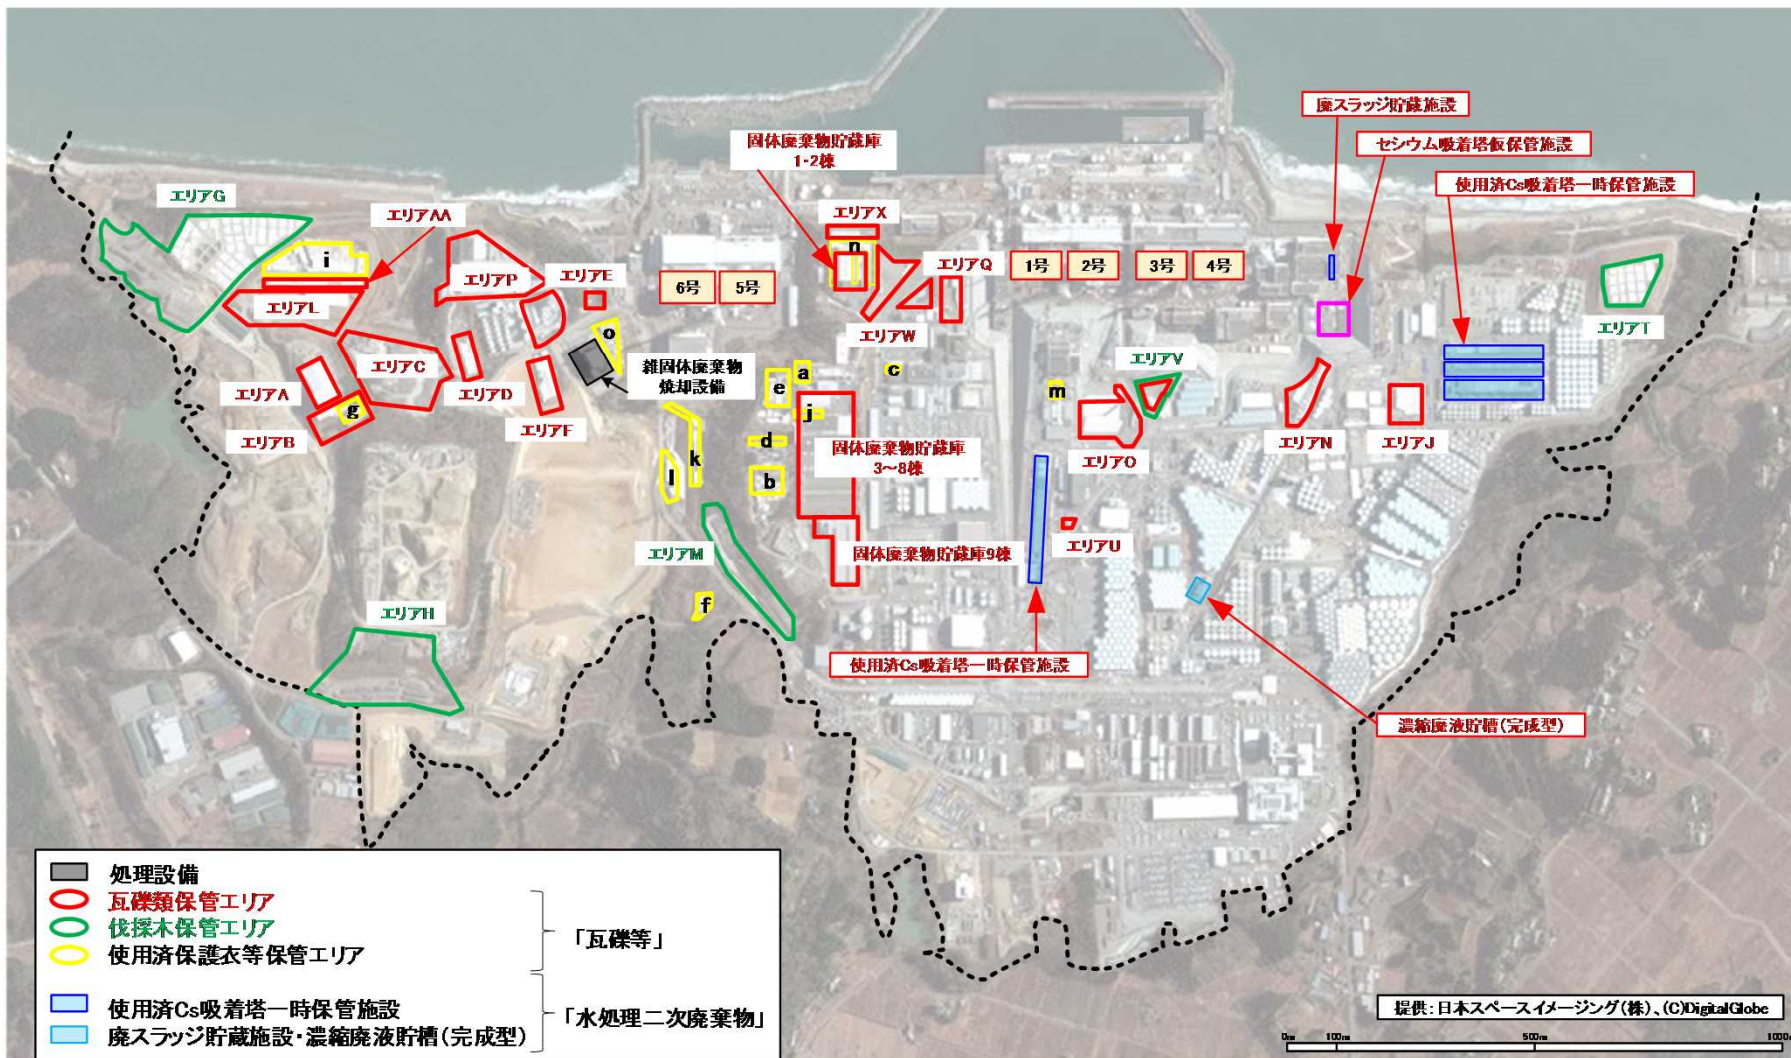 廃スラッジ貯蔵施設
固体廃棄物貯蔵庫
1・2棟
セシウム吸着塔仮保管施設
使用済Cs吸着塔一時保管施設
エリアG
エリアAA
エリアX
i
n
エリアP
エリアE
エリアQ
6号
5号
1号
2号
3号
4号
エリアL
エリアW
エリアT
o
エリアC
エリアA
エリアD
g
エリアB
エリアF
雑固体廃棄物
焼却設備
a
c
e
j
m
エリアV
エリアN
エリアJ
エリアO
d
k
l
b
固体廃棄物貯蔵庫
3～8棟
エリアM
固体廃棄物貯蔵庫9棟
エリアU
f
エリアH
使用済Cs吸着塔一時保管施設
濃縮廃液貯槽(完成型)
処理設備
瓦礫類保管エリア
伐採木保管エリア
使用済保護衣等保管エリア
「瓦礫等」
使用済Cs吸着塔一時保管施設
廃スラッジ貯蔵施設・濃縮廃液貯槽(完成型)
「水処理二次廃棄物」
提供：日本スペースイメージング(株)、(C)DigitalGlobe
0m 100m 500m 1000m